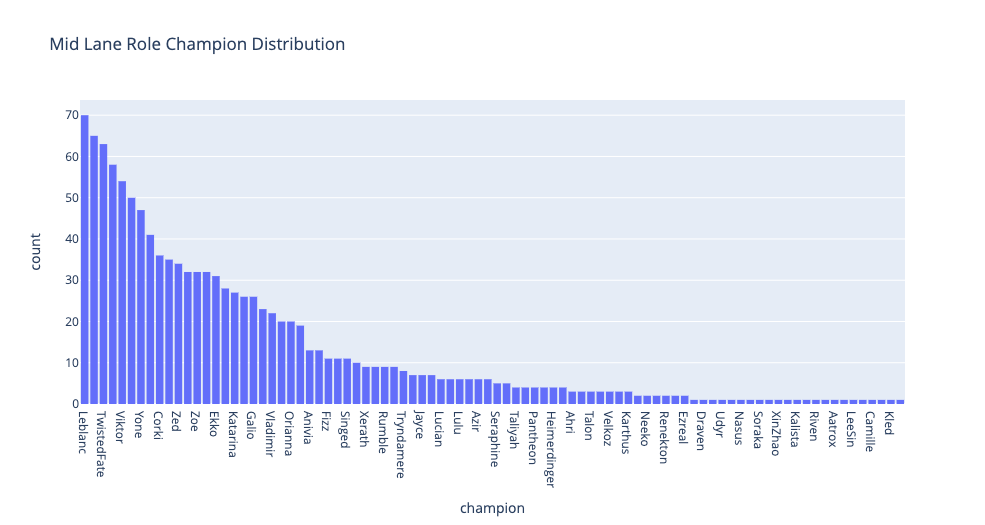 Mid Lane Role Champion Distribution
70
60
50
40
30
20
10
0
count
Leblanc
TwistedFate
Viktor
Yone
Corki
Zed
Zoe
Ekko
Katarina
Galio
Vladimir
Orianna
Anivia
Fizz
Singed
Xerath
Rumble
Tryndamere
Jayce
Lucian
Lulu
Azir
Seraphine
Taliyah
Pantheon
Heimerdinger
Ahri
Talon
Velkoz
Karthus
Neeko
Renekton
Ezreal
Draven
Udyr
Nasus
Soraka
XinZhao
Kalista
Riven
Aatrox
LeeSin
Camille
Kled
champion